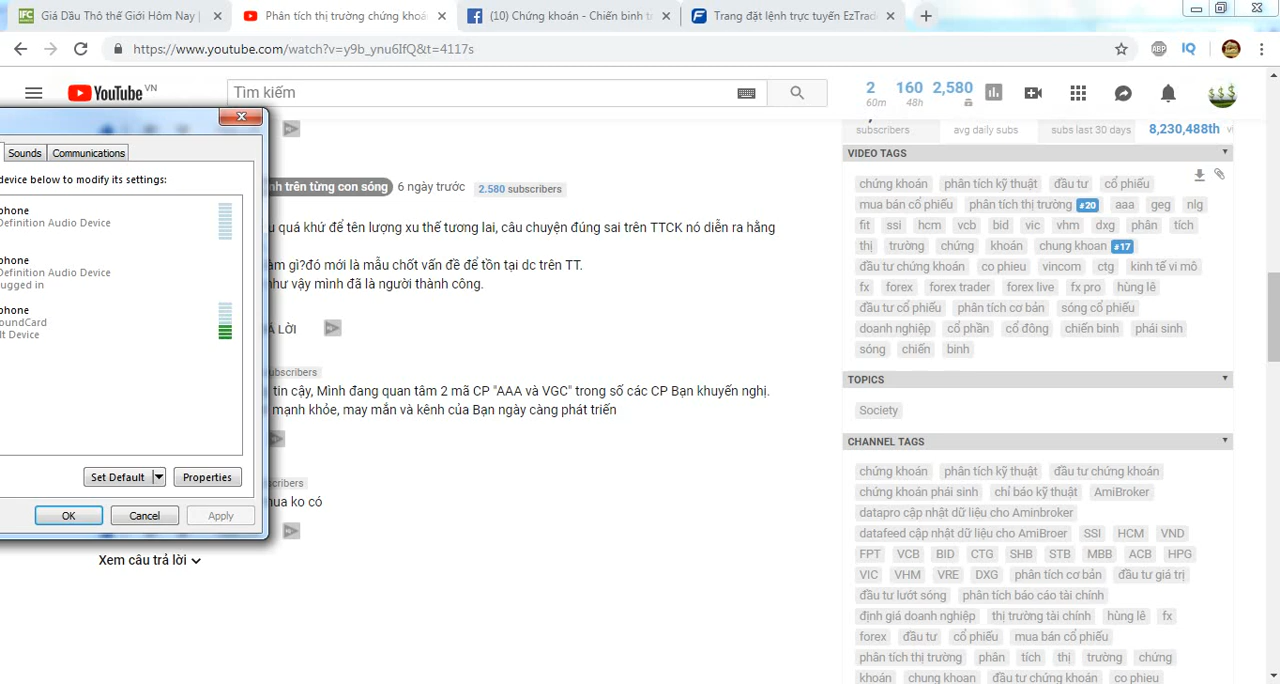 Giá Dầu Thô thế Giới Hôm Nay |
Phân tích thị trường chứng kho
(10) Chứng khoán - Chiến binh t
Trang đặt lệnh trực tuyến EzTrad
https://www.youtube.com/watch?v=y9b_ynu6IfQ&t=4117s
ABP
IQ
YouTube VN
Tìm kiếm
2 160 2,580
60m 48h
subscribers avg daily subs subs last 30 days 8,230,488th
VIDEO TAGS
chứng khoán phân tích kỹ thuật đầu tư cổ phiếu
mua bán cổ phiếu phân tích thị trường #20 aaa geg nlg
fit ssi hcm vcb bid vic vhm dxg phân tích
thị trường chứng khoán chung khoan #17
đầu tư chứng khoán co phieu vincom ctg kinh tế vi mô
fx forex forex trader forex live fx pro hùng lê
đầu tư cổ phiếu phân tích cơ bản sóng cổ phiếu
doanh nghiệp cổ phần cổ đông chiến binh phái sinh
sóng chiến binh
TOPICS
Society
CHANNEL TAGS
chứng khoán phân tích kỹ thuật đầu tư chứng khoán
chứng khoán phái sinh chỉ báo kỹ thuật AmiBroker
datapro cập nhật dữ liệu cho Aminbroker
datafeed cập nhật dữ liệu cho AmiBroer SSI HCM VND
FPT VCB BID CTG SHB STB MBB ACB HPG
VIC VHM VRE DXG phân tích cơ bản đầu tư giá trị
đầu tư lướt sóng phân tích báo cáo tài chính
định giá doanh nghiệp thị trường tài chính hùng lê fx
forex đầu tư cổ phiếu mua bán cổ phiếu
phân tích thị trường phân tích thị trường chứng
khoán chung khoan đầu tư chứng khoán co phieu
Sounds Communications
device below to modify its settings:
phone
Definition Audio Device
phone
Definition Audio Device
lugged in
phone
oundCard
lt Device
Set Default Properties
OK Cancel Apply
nh trên từng con sóng 6 ngày trước 2.580 subscribers
u quá khứ để tên lượng xu thế tương lai, câu chuyện đúng sai trên TTCK nó diễn ra hằng
àm gì?đó mới là mẫu chôt vấn đề để tồn tại dc trên TT.
như vậy mình đã là người thành công.
Ả LỜI
ubscribers
tin cậy, Mình đang quan tâm 2 mã CP "AAA và VGC" trong số các CP Bạn khuyến nghị.
mạnh khỏe, may mắn và kênh của Bạn ngày càng phát triển
cribers
nua ko có
Xem câu trả lời